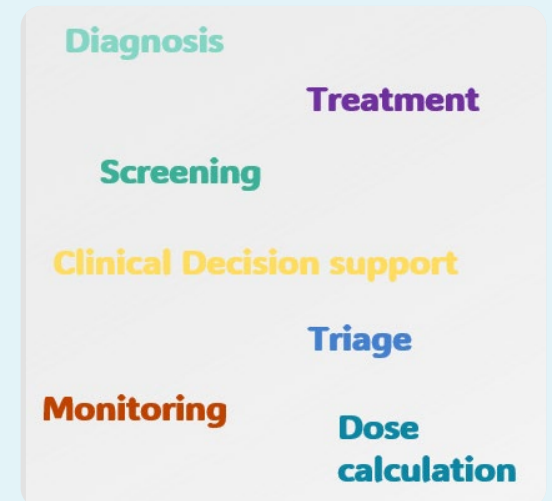 Diagnosis
Treatment
Screening
Clinical Decision support
Triage
Monitoring
Dose
calculation